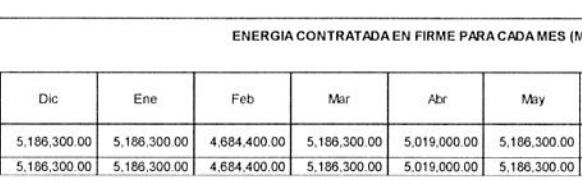 ENERGIA CONTRATADA EN FIRME PARA CADA MES (M
Dic Ene Feb Mar Abr May
5,186,300.00 5,186,300.00 4,684,400.00 5,186,300.00 5,019,000.00 5,186,300.00
5,186,300.00 5,186,300.00 4,684,400.00 5,186,300.00 5,019,000.00 5,186,300.00